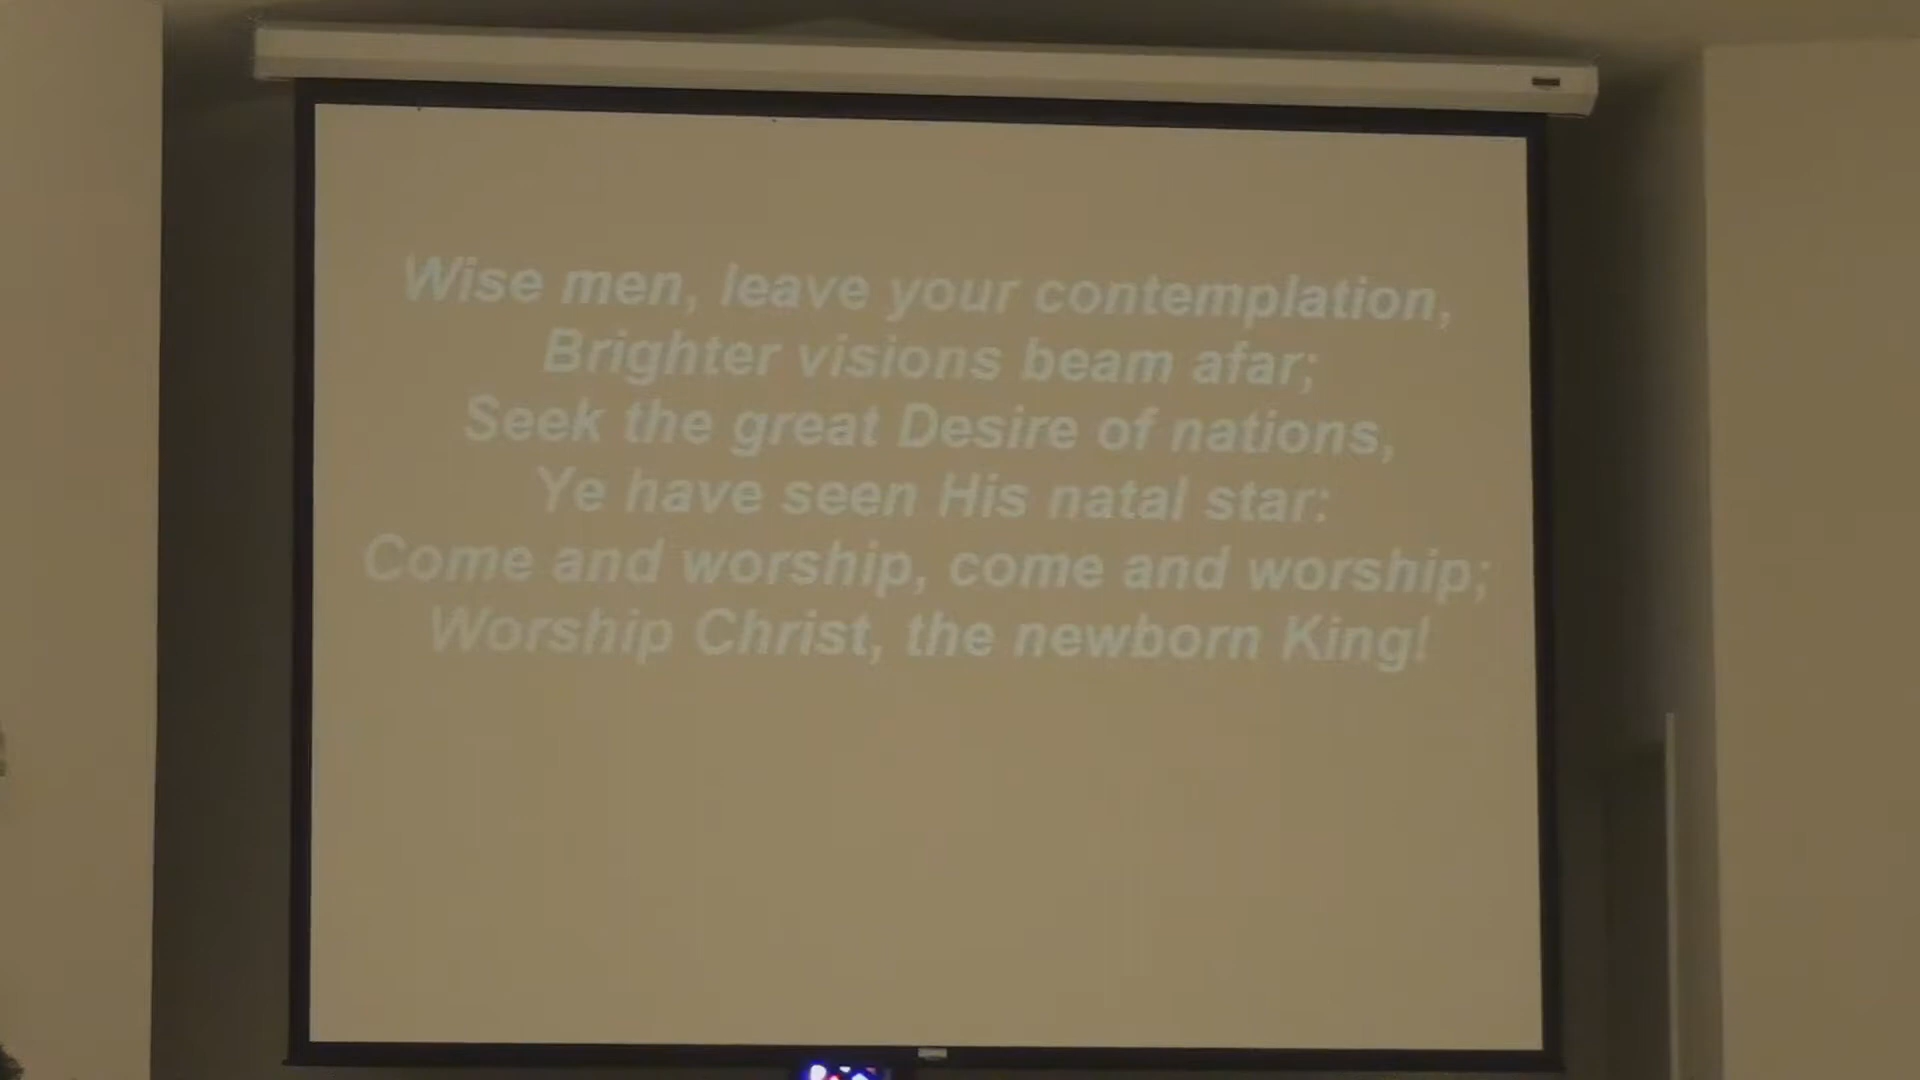 Wise men, leave your contemplation,
Brighter visions beam afar;
Seek the great Desire of nations,
Ye have seen His natal star:
Come and worship, come and worship;
Worship Christ, the newborn King!